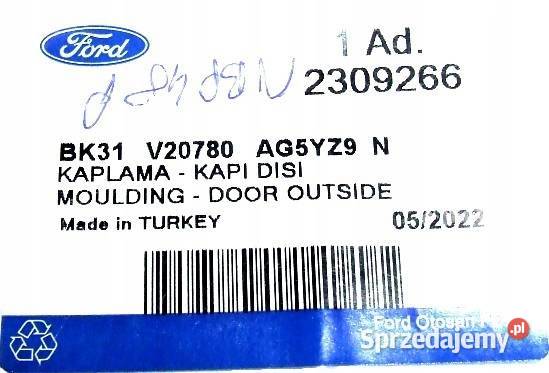 Ford
1 Ad.
2309266
BK31 V20780 AG5YZ9 N
KAPLAMA - KAPI DISI
MOULDING - DOOR OUTSIDE
Made in TURKEY 05/2022
Ford Otosan
Sprzedajemy.pl